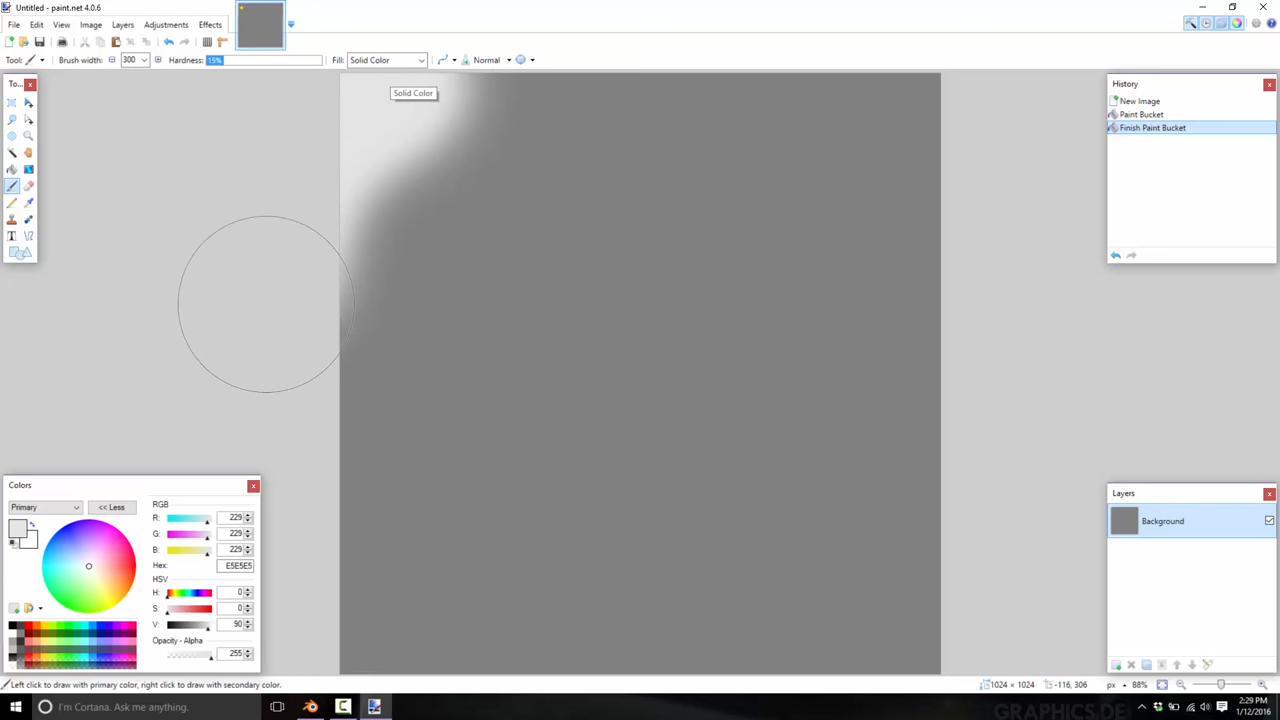 Untitled - paint.net 4.0.6
File Edit View Image Layers Adjustments Effects
Tool: Brush width: 300 Hardness: 15% Fill: Solid Color Normal
Solid Color
To...
History
New Image
Paint Bucket
Finish Paint Bucket
Colors
Primary << Less
RGB
R: 229
G: 229
B: 229
Hex: E5E5E5
HSV
H: 0
S: 0
V: 90
Opacity - Alpha
255
Layers
Background
Left click to draw with primary color, right click to draw with secondary color. 1024 × 1024 -116, 306 px 88%
I'm Cortana. Ask me anything.
GRAPHICS.DE
2:29 PM
1/12/2016